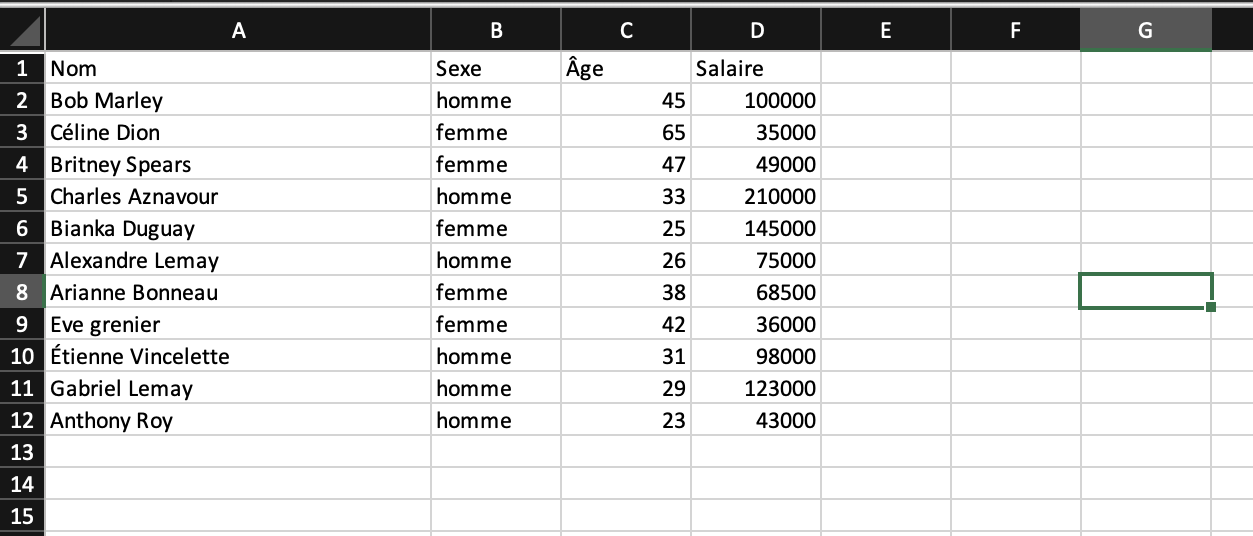 A B C D E F G
1 Nom Sexe Âge Salaire
2 Bob Marley homme 45 100000
3 Céline Dion femme 65 35000
4 Britney Spears femme 47 49000
5 Charles Aznavour homme 33 210000
6 Bianka Duguay femme 25 145000
7 Alexandre Lemay homme 26 75000
8 Arianne Bonneau femme 38 68500
9 Eve grenier femme 42 36000
10 Étienne Vincelette homme 31 98000
11 Gabriel Lemay homme 29 123000
12 Anthony Roy homme 23 43000
13
14
15